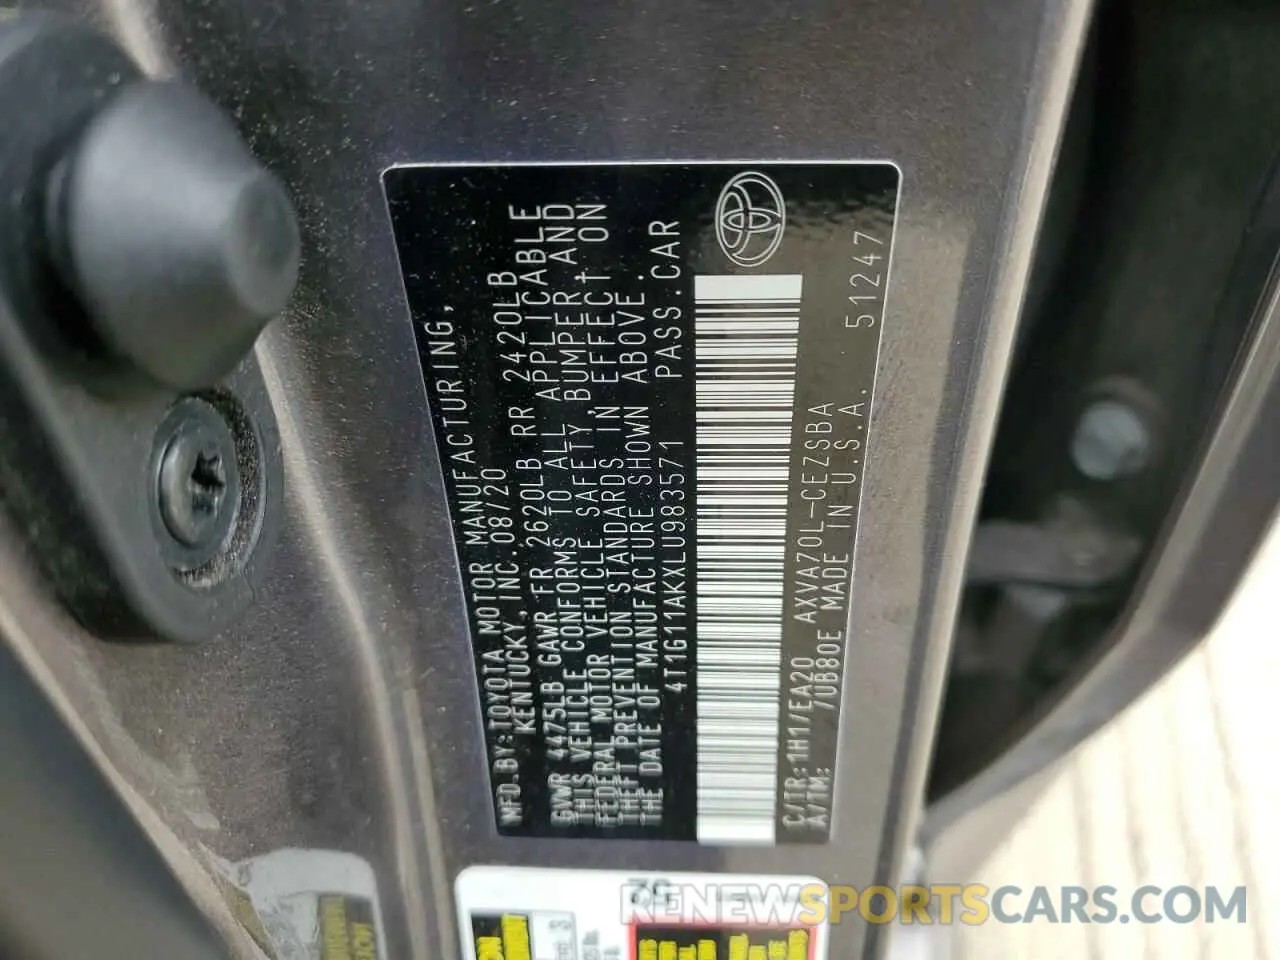 MFD.BY:TOYOTA MOTOR MANUFACTURING,
KENTUCKY, INC.08/20
GVWR 4475LB GAWR FR 2620LB RR 2420LB
THIS VEHICLE CONFORMS TO ALL APPLICABLE
FEDERAL MOTOR VEHICLE SAFETY, BUMPER, AND
THEFT PREVENTION STANDARDS IN EFFECT ON
THE DATE OF MANUFACTURE SHOWN ABOVE.
4T1G11AKXLU983571 PASS.CAR
C/TR:1H1/EA20 AXVA70L-CEZSBA
A/TM: /UB80E MADE IN U.S.A. 51247
RENEWSPORTSCARS.COM